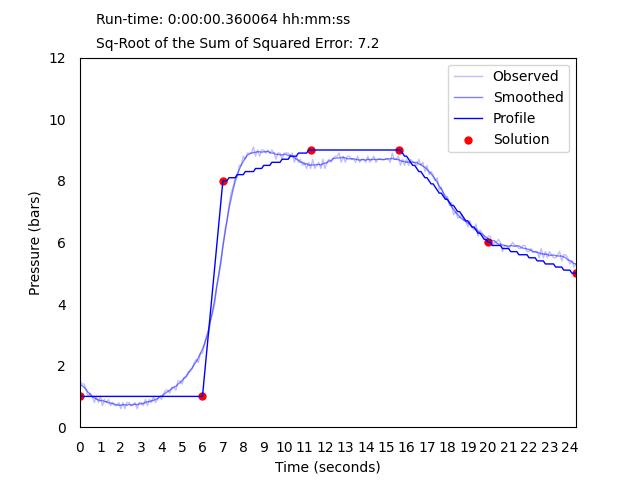 Run-time: 0:00:00.360064 hh:mm:ss
Sq-Root of the Sum of Squared Error: 7.2
12
10
8
6
4
2
0
Pressure (bars)
Observed
Smoothed
Profile
Solution
0 1 2 3 4 5 6 7 8 9 10 11 12 13 14 15 16 17 18 19 20 21 22 23 24
Time (seconds)